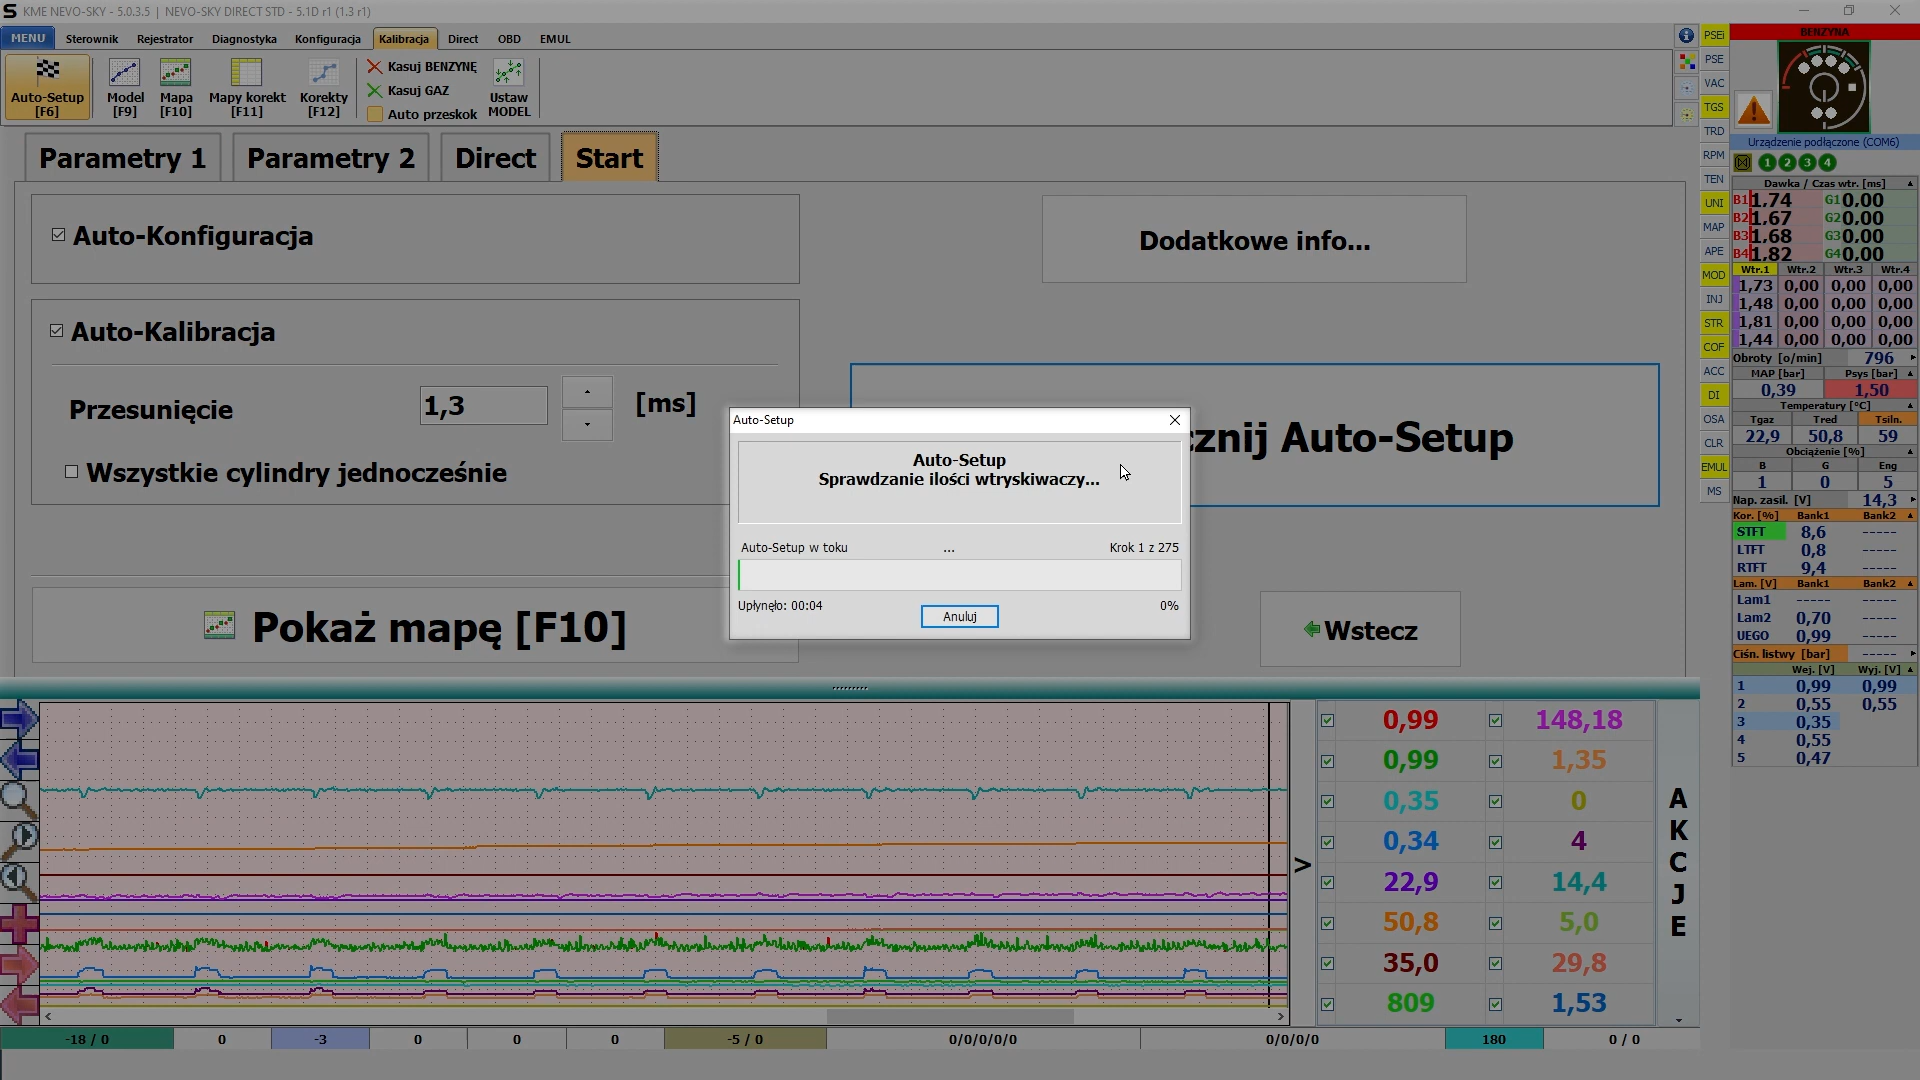 KME NEVO-SKY - 5.0.3.5 | NEVO-SKY DIRECT STD - 5.1D r1 (1.3 r1)
MENU Sterownik Rejestrator Diagnostyka Konfiguracja Kalibracja Direct OBD EMUL
Auto-Setup [F6]
Model [F9]
Mapa [F10]
Mapy korekt [F11]
Korekty [F12]
Kasuj BENZYNĘ
Kasuj GAZ
Auto przeskok
Ustaw MODEL
Parametry 1 Parametry 2 Direct Start
Auto-Konfiguracja
Dodatkowe info...
Auto-Kalibracja
Przesunięcie 1,3 [ms]
Wszystkie cylindry jednocześnie
cznij Auto-Setup
Auto-Setup
Auto-Setup
Sprawdzanie ilości wtryskiwaczy...
Auto-Setup w toku ... Krok 1 z 275
Upłynęło: 00:04 0%
Anuluj
Pokaż mapę [F10]
Wstecz
0,99 148,18
0,99 1,35
0,35 0
0,34 4
22,9 14,4
50,8 5,0
35,0 29,8
809 1,53
>
A
K
C
J
E
-18 / 0 0 -3 0 0 0 -5 / 0 0/0/0/0/0 0/0/0/0 180 0 / 0
PSEi
PSE
VAC
TGS
TRD
RPM
TEN
UNI
MAP
APE
MOD
INJ
STR
COF
ACC
DI
OSA
CLR
EMUL
MS
BENZYNA
Urządzenie podłączone (COM6)
1 2 3 4
Dawka / Czas wtr. [ms]
B1 1,74 G1 0,00
B2 1,67 G2 0,00
B3 1,68 G3 0,00
B4 1,82 G4 0,00
Wtr.1 Wtr.2 Wtr.3 Wtr.4
1,73 0,00 0,00 0,00
1,48 0,00 0,00 0,00
1,81 0,00 0,00 0,00
1,44 0,00 0,00 0,00
Obroty [o/min] 796
MAP [bar] Psys [bar]
0,39 1,50
Temperatury [°C]
Tgaz Tred Tsiln.
22,9 50,8 59
Obciążenie [%]
B G Eng
1 0 5
Nap. zasil. [V] 14,3
Kor. [%] Bank1 Bank2
STFT 8,6 -----
LTFT 0,8 -----
RTFT 9,4 -----
Lam. [V] Bank1 Bank2
Lam1 ----- -----
Lam2 0,70 -----
UEGO 0,99 -----
Ciśn. listwy [bar] -----
Wej. [V] Wyj. [V]
1 0,99 0,99
2 0,55 0,55
3 0,35
4 0,55
5 0,47